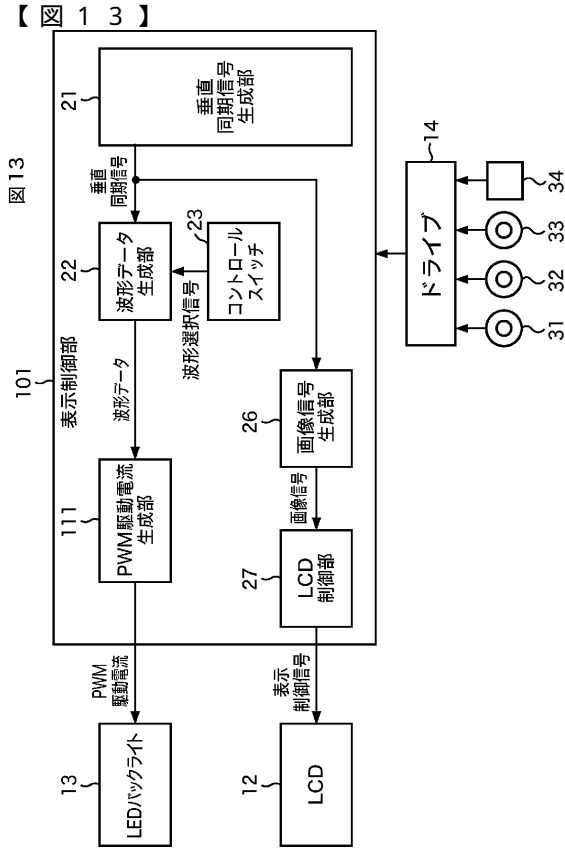 【図１３】
図13
101
表示制御部
21
垂直
同期信号
生成部
垂直
同期信号
22
波形データ
生成部
23
コントロール
スイッチ
波形選択信号
波形データ
111
PWM駆動電流
生成部
PWM
駆動電流
13
LEDバックライト
26
画像信号
生成部
画像信号
27
LCD
制御部
表示
制御信号
12
LCD
14
ドライブ
31
32
33
34